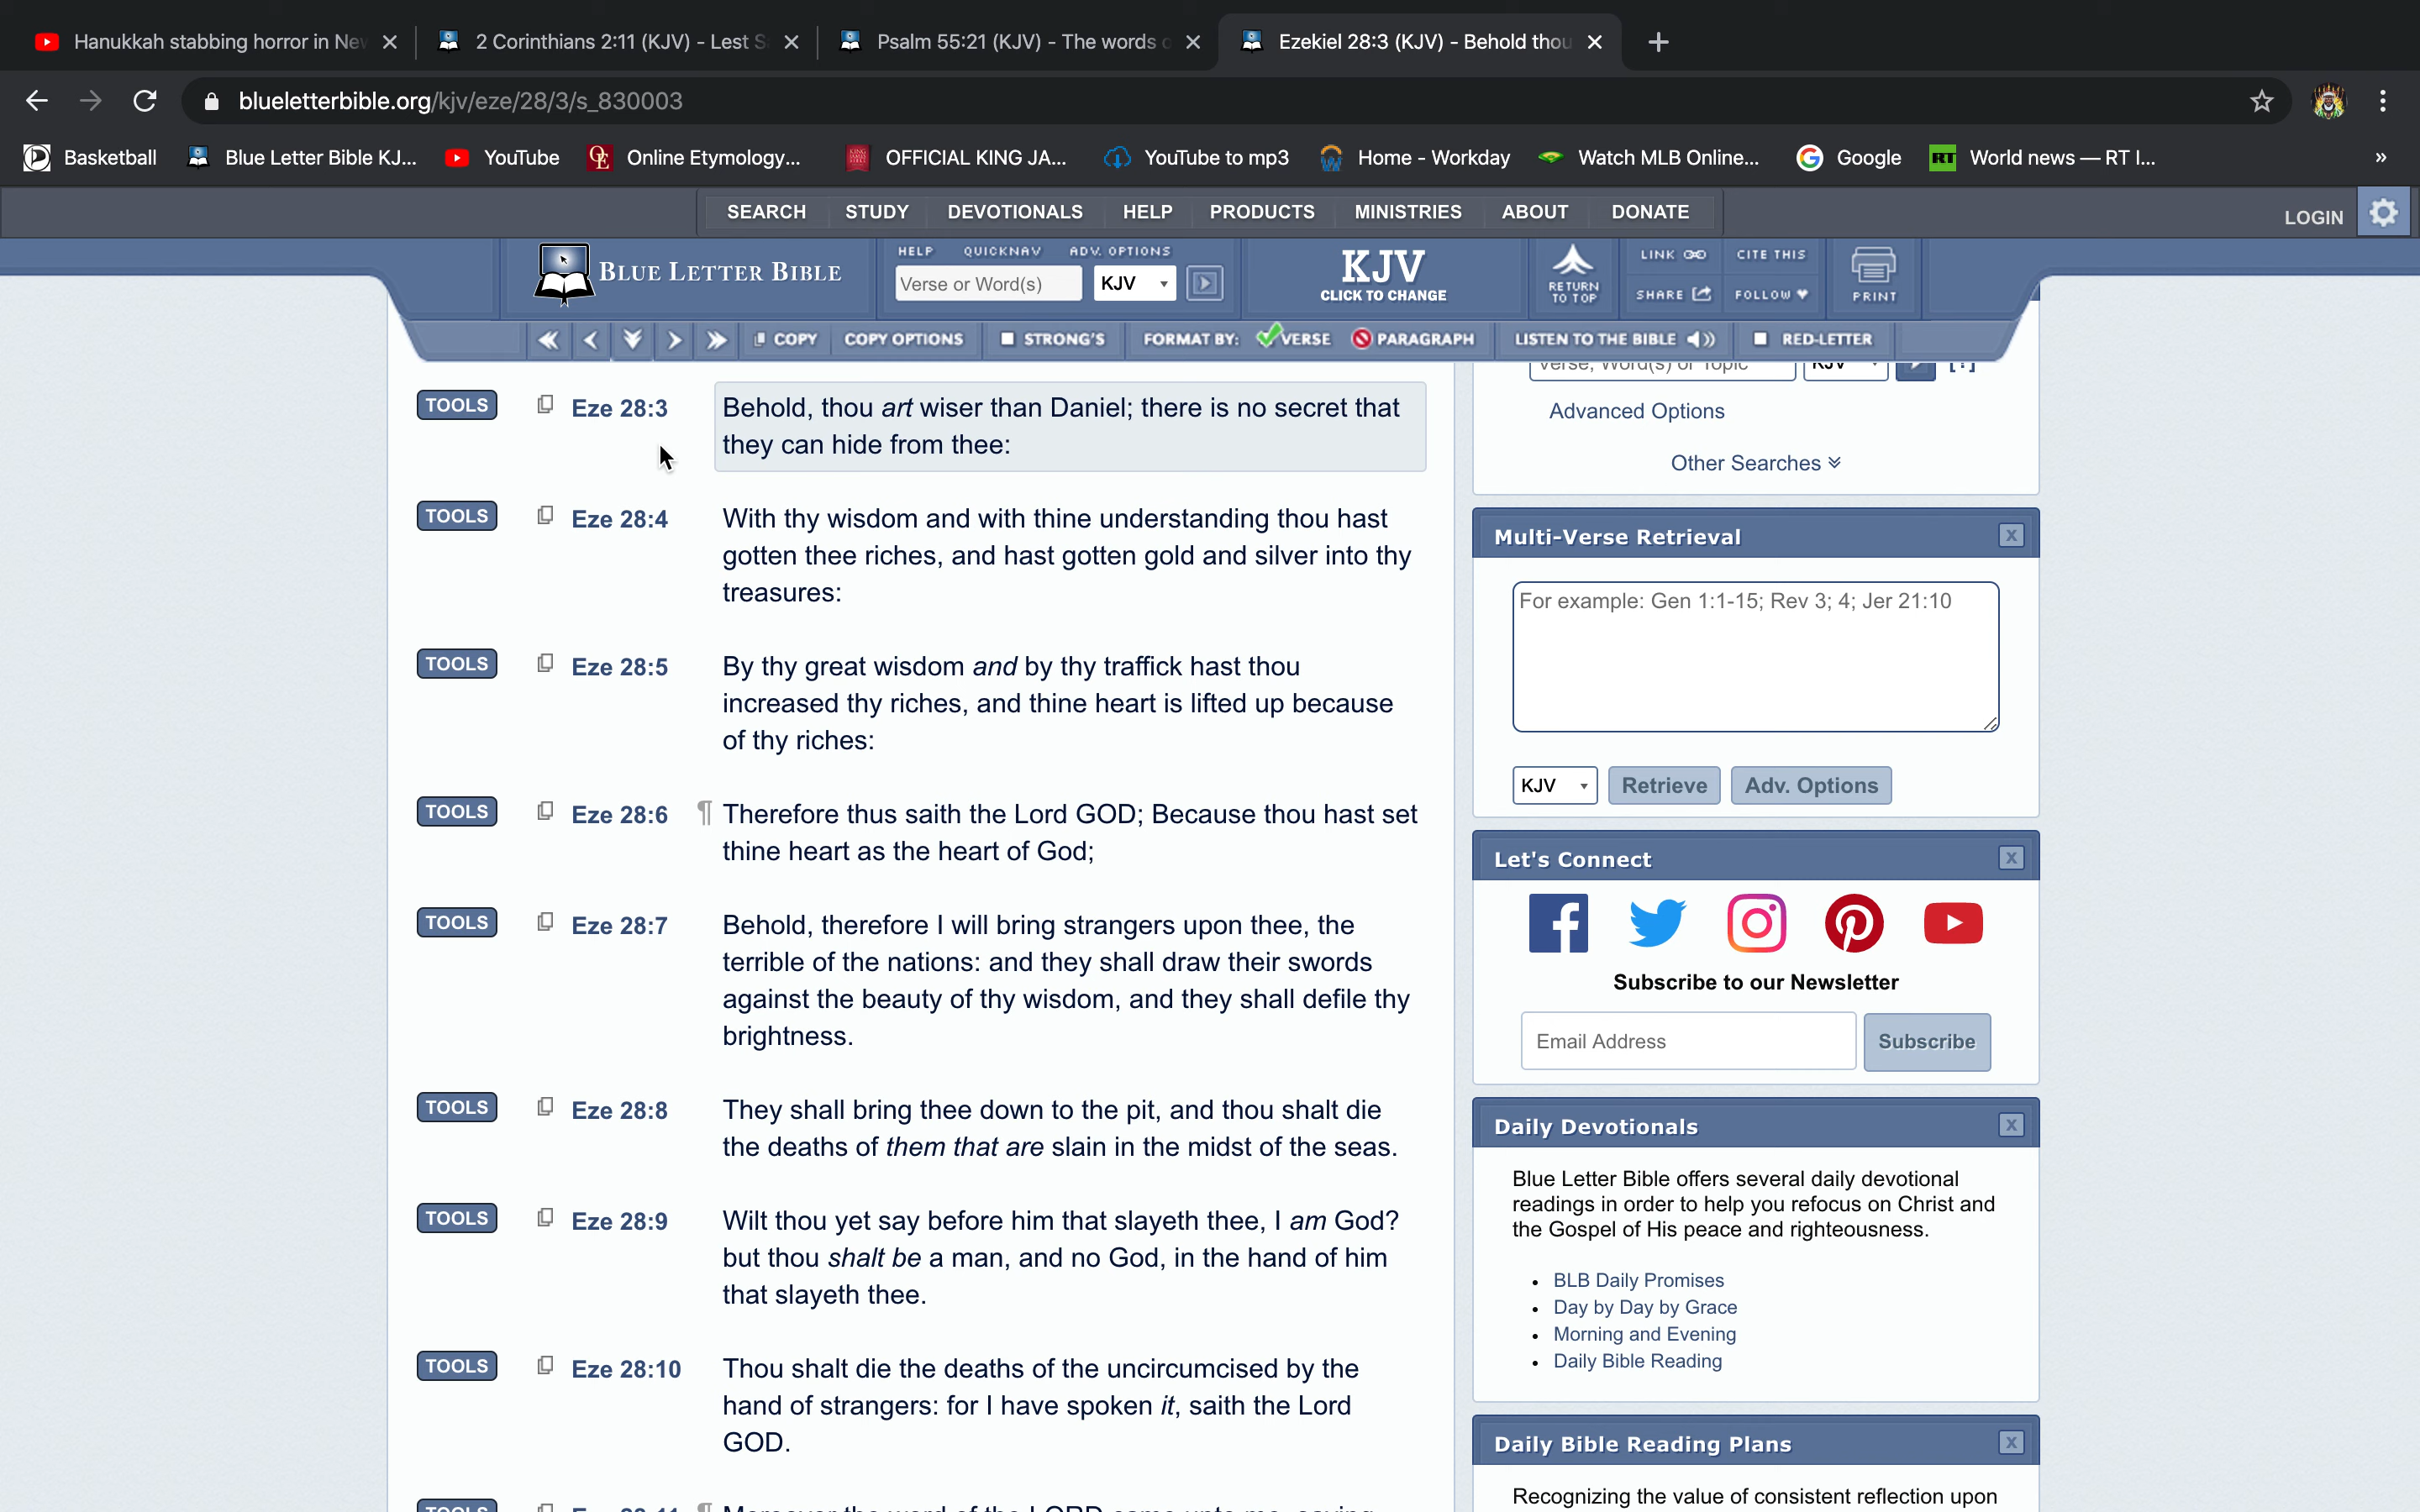 Hanukkah stabbing horror in Nev
2 Corinthians 2:11 (KJV) - Lest S
Psalm 55:21 (KJV) - The words o
Ezekiel 28:3 (KJV) - Behold thou
blueletterbible.org/kjv/eze/28/3/s_830003
Basketball
Blue Letter Bible KJ...
YouTube
Online Etymology...
OFFICIAL KING JA...
YouTube to mp3
Home - Workday
Watch MLB Online...
Google
World news — RT I...
SEARCH STUDY DEVOTIONALS HELP PRODUCTS MINISTRIES ABOUT DONATE
LOGIN
BLUE LETTER BIBLE
HELP QUICKNAV ADV. OPTIONS
Verse or Word(s) KJV
KJV
CLICK TO CHANGE
RETURN
TO TOP
LINK CITE THIS
SHARE FOLLOW
PRINT
COPY COPY OPTIONS STRONG'S FORMAT BY: VERSE PARAGRAPH LISTEN TO THE BIBLE RED-LETTER
TOOLS Eze 28:3 Behold, thou art wiser than Daniel; there is no secret that
they can hide from thee:
TOOLS Eze 28:4 With thy wisdom and with thine understanding thou hast
gotten thee riches, and hast gotten gold and silver into thy
treasures:
TOOLS Eze 28:5 By thy great wisdom and by thy traffick hast thou
increased thy riches, and thine heart is lifted up because
of thy riches:
TOOLS Eze 28:6 ¶ Therefore thus saith the Lord GOD; Because thou hast set
thine heart as the heart of God;
TOOLS Eze 28:7 Behold, therefore I will bring strangers upon thee, the
terrible of the nations: and they shall draw their swords
against the beauty of thy wisdom, and they shall defile thy
brightness.
TOOLS Eze 28:8 They shall bring thee down to the pit, and thou shalt die
the deaths of them that are slain in the midst of the seas.
TOOLS Eze 28:9 Wilt thou yet say before him that slayeth thee, I am God?
but thou shalt be a man, and no God, in the hand of him
that slayeth thee.
TOOLS Eze 28:10 Thou shalt die the deaths of the uncircumcised by the
hand of strangers: for I have spoken it, saith the Lord
GOD.
TOOLS Eze 28:11 ¶ Moreover the word of the LORD came unto me, saying,
Verse, Word(s) or Topic KJV [?]
Advanced Options
Other Searches
Multi-Verse Retrieval X
For example: Gen 1:1-15; Rev 3; 4; Jer 21:10
KJV Retrieve Adv. Options
Let's Connect X
Subscribe to our Newsletter
Email Address Subscribe
Daily Devotionals X
Blue Letter Bible offers several daily devotional
readings in order to help you refocus on Christ and
the Gospel of His peace and righteousness.
• BLB Daily Promises
• Day by Day by Grace
• Morning and Evening
• Daily Bible Reading
Daily Bible Reading Plans X
Recognizing the value of consistent reflection upon